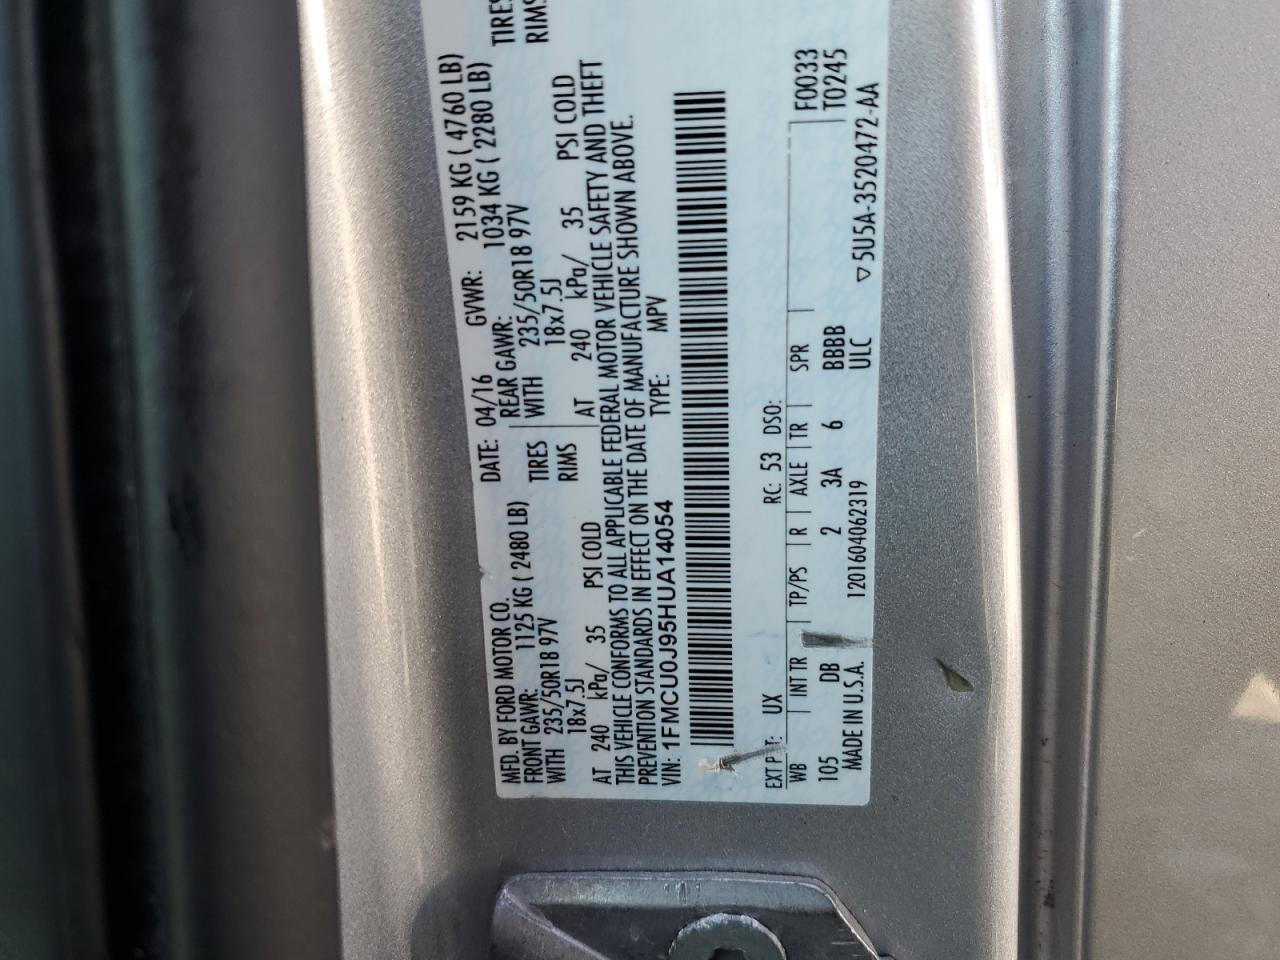 MFD. BY FORD MOTOR CO.
DATE: 04/16 GVWR: 2159 KG ( 4760 LB)
FRONT GAWR: 1125 KG ( 2480 LB) REAR GAWR: 1034 KG ( 2280 LB)
WITH 235/50R18 97V TIRES WITH 235/50R18 97V TIRES
18x7.5J RIMS 18x7.5J RIMS
AT 240 kPa/ 35 PSI COLD AT 240 kPa/ 35 PSI COLD
THIS VEHICLE CONFORMS TO ALL APPLICABLE FEDERAL MOTOR VEHICLE SAFETY AND THEFT
PREVENTION STANDARDS IN EFFECT ON THE DATE OF MANUFACTURE SHOWN ABOVE.
VIN: 1FMCU0J95HUA14054 TYPE: MPV
EXT P T: UX RC: 53 DSO:
WB INT TR TP/PS R AXLE TR SPR F0033
105 DB 2 3A 6 BBBB T0245
MADE IN U.S.A. 1201604062319 ULC ▽5U5A-3520472-AA
101